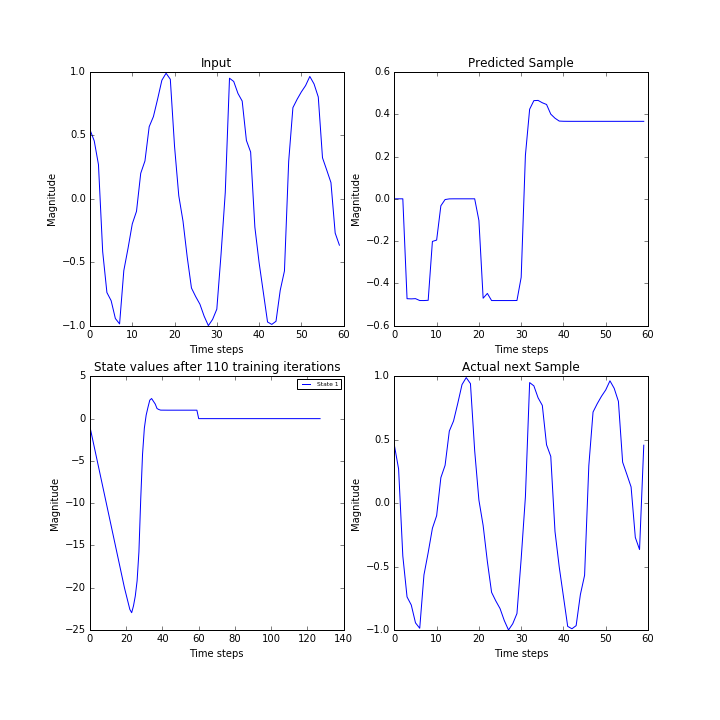 Input
Magnitude
1.0
0.5
0.0
−0.5
−1.0
0 10 20 30 40 50 60
Time steps
Predicted Sample
Magnitude
0.6
0.4
0.2
0.0
−0.2
−0.4
−0.6
0 10 20 30 40 50 60
Time steps
State values after 110 training iterations
Magnitude
5
0
−5
−10
−15
−20
−25
State 1
0 20 40 60 80 100 120 140
Time steps
Actual next Sample
Magnitude
1.0
0.5
0.0
−0.5
−1.0
0 10 20 30 40 50 60
Time steps